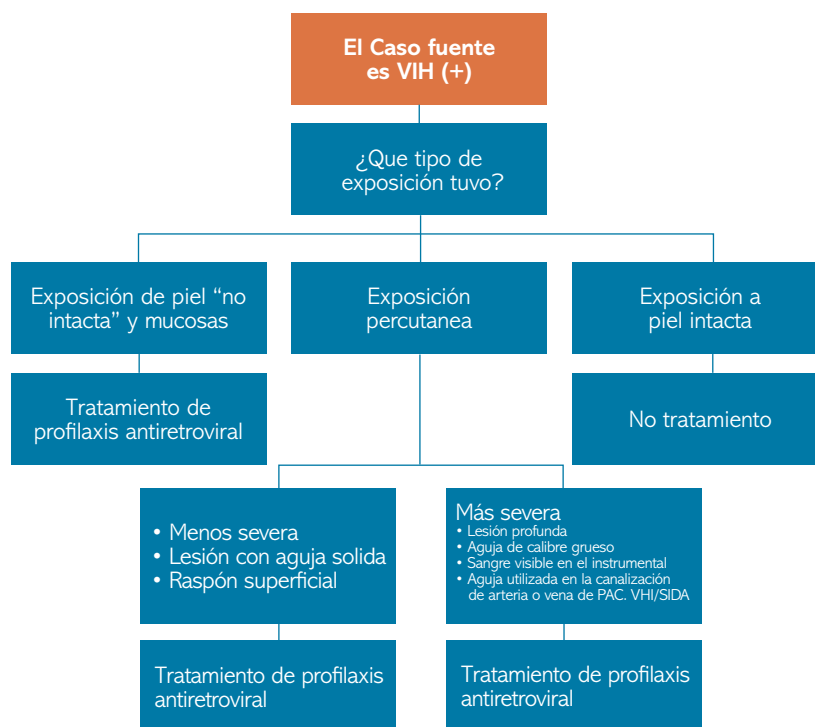 El Caso fuente
es VIH (+)
¿Que tipo de
exposición tuvo?
Exposición de piel “no
intacta” y mucosas
Exposición
percutanea
Exposición a
piel intacta
Tratamiento de
profilaxis antiretroviral
No tratamiento
• Menos severa
• Lesión con aguja solida
• Raspón superficial
Más severa
• Lesión profunda
• Aguja de calibre grueso
• Sangre visible en el instrumental
• Aguja utilizada en la canalización
de arteria o vena de PAC. VHI/SIDA
Tratamiento de profilaxis
antiretroviral
Tratamiento de profilaxis
antiretroviral